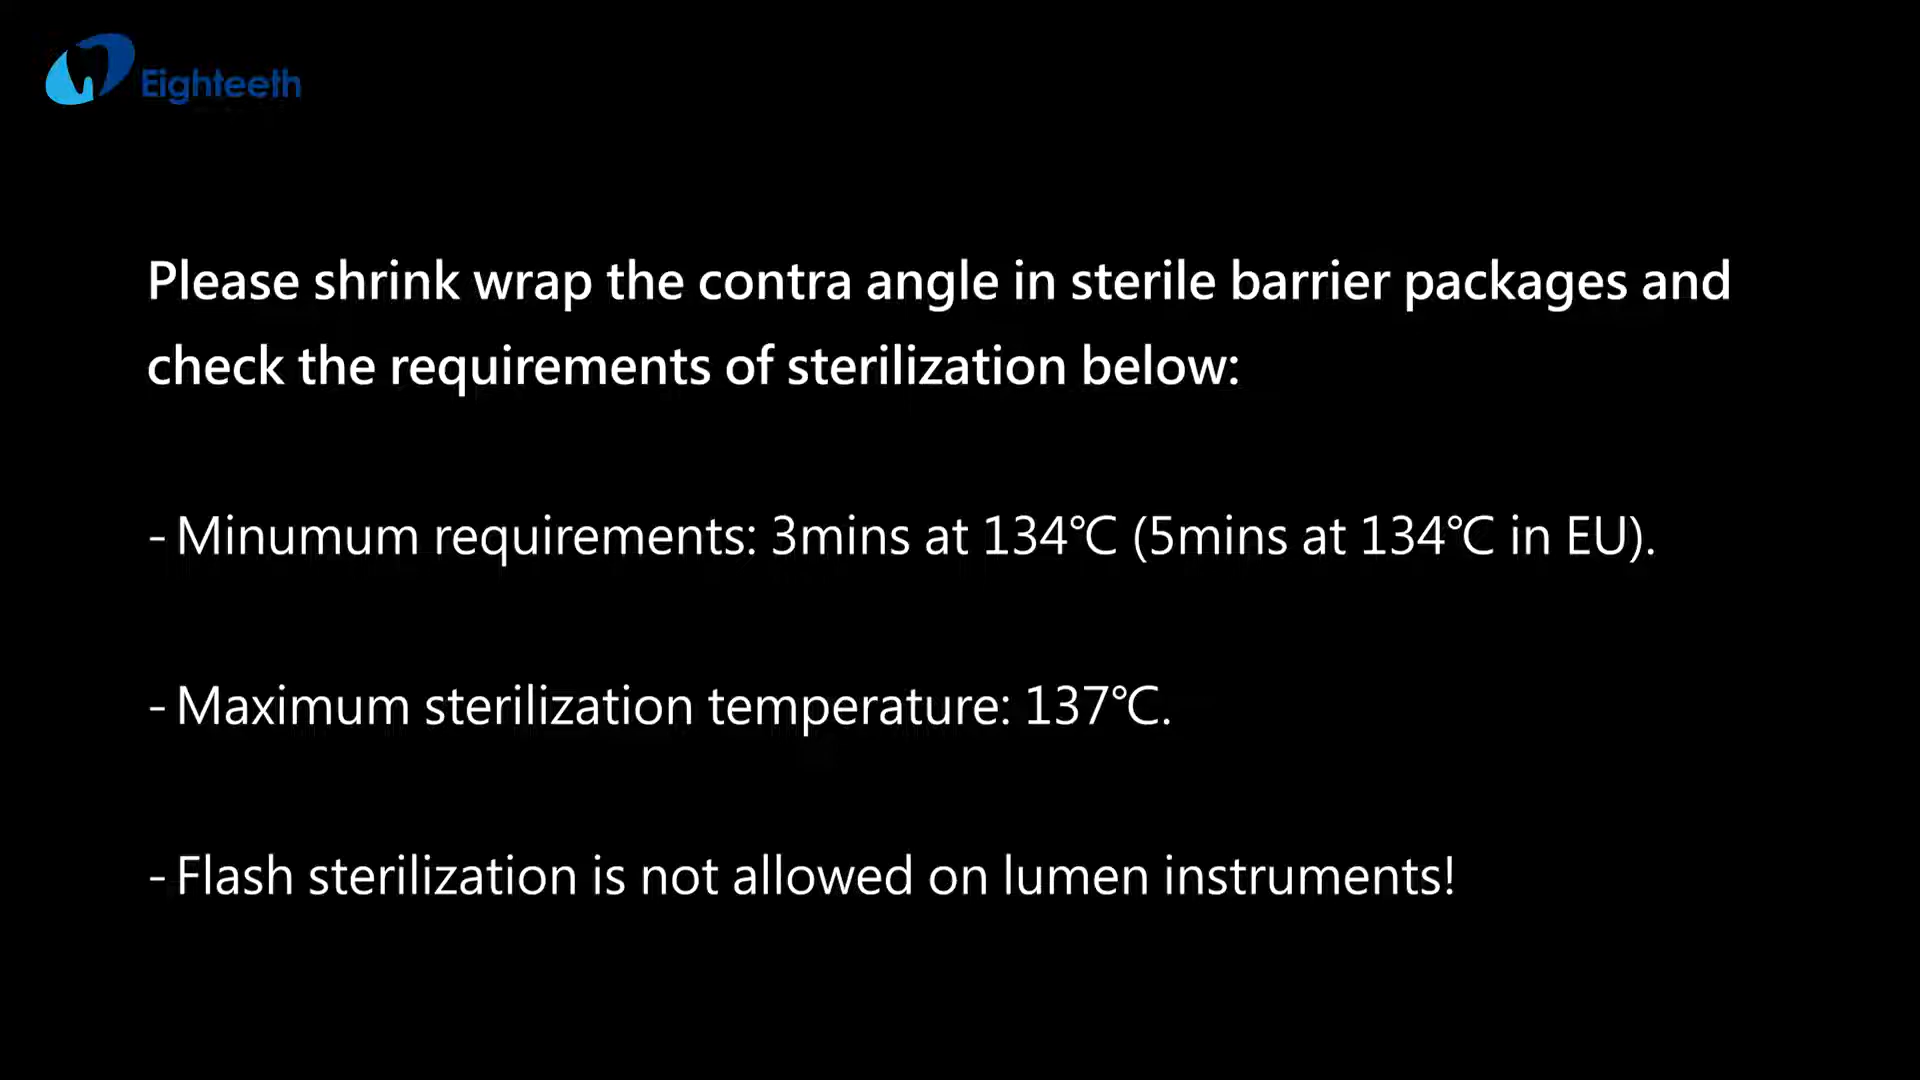 Eighteeth
Please shrink wrap the contra angle in sterile barrier packages and
check the requirements of sterilization below:
- Minumum requirements: 3mins at 134℃ (5mins at 134℃ in EU).
- Maximum sterilization temperature: 137℃.
- Flash sterilization is not allowed on lumen instruments!